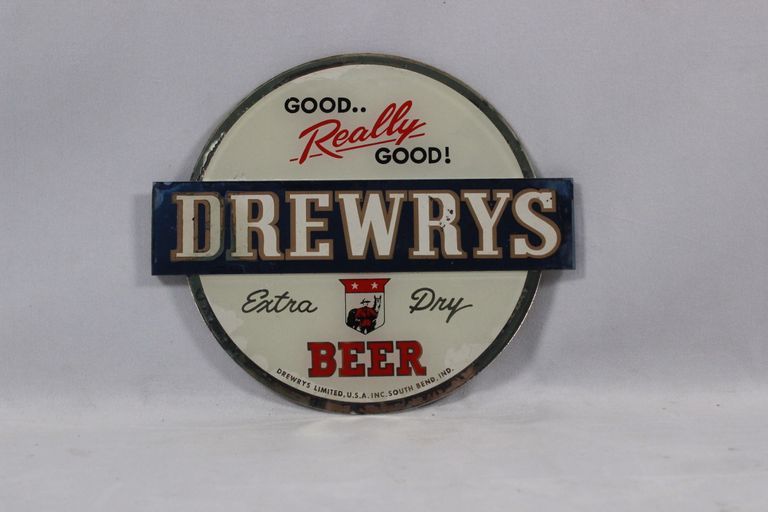 GOOD..
Really
GOOD!
DREWRYS
Extra Dry
BEER
DREWRYS LIMITED, U.S.A. INC. SOUTH BEND, IND.